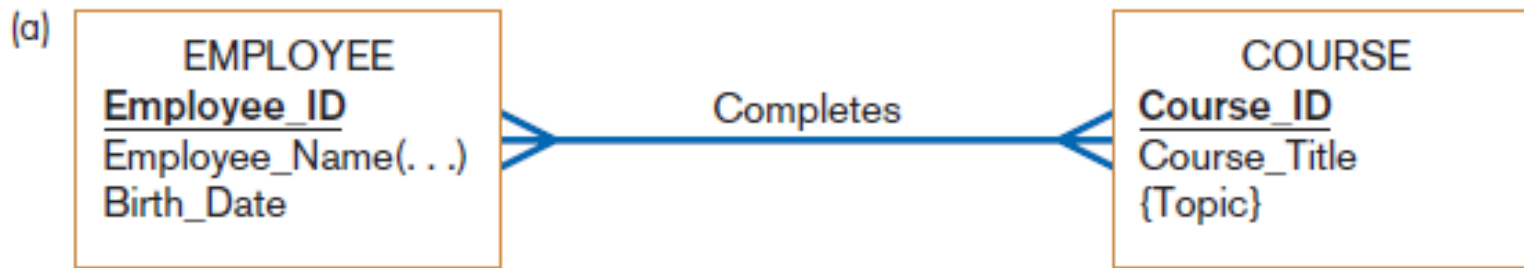 (a)
EMPLOYEE
Employee_ID
Employee_Name(. . .)
Birth_Date
Completes
COURSE
Course_ID
Course_Title
{Topic}